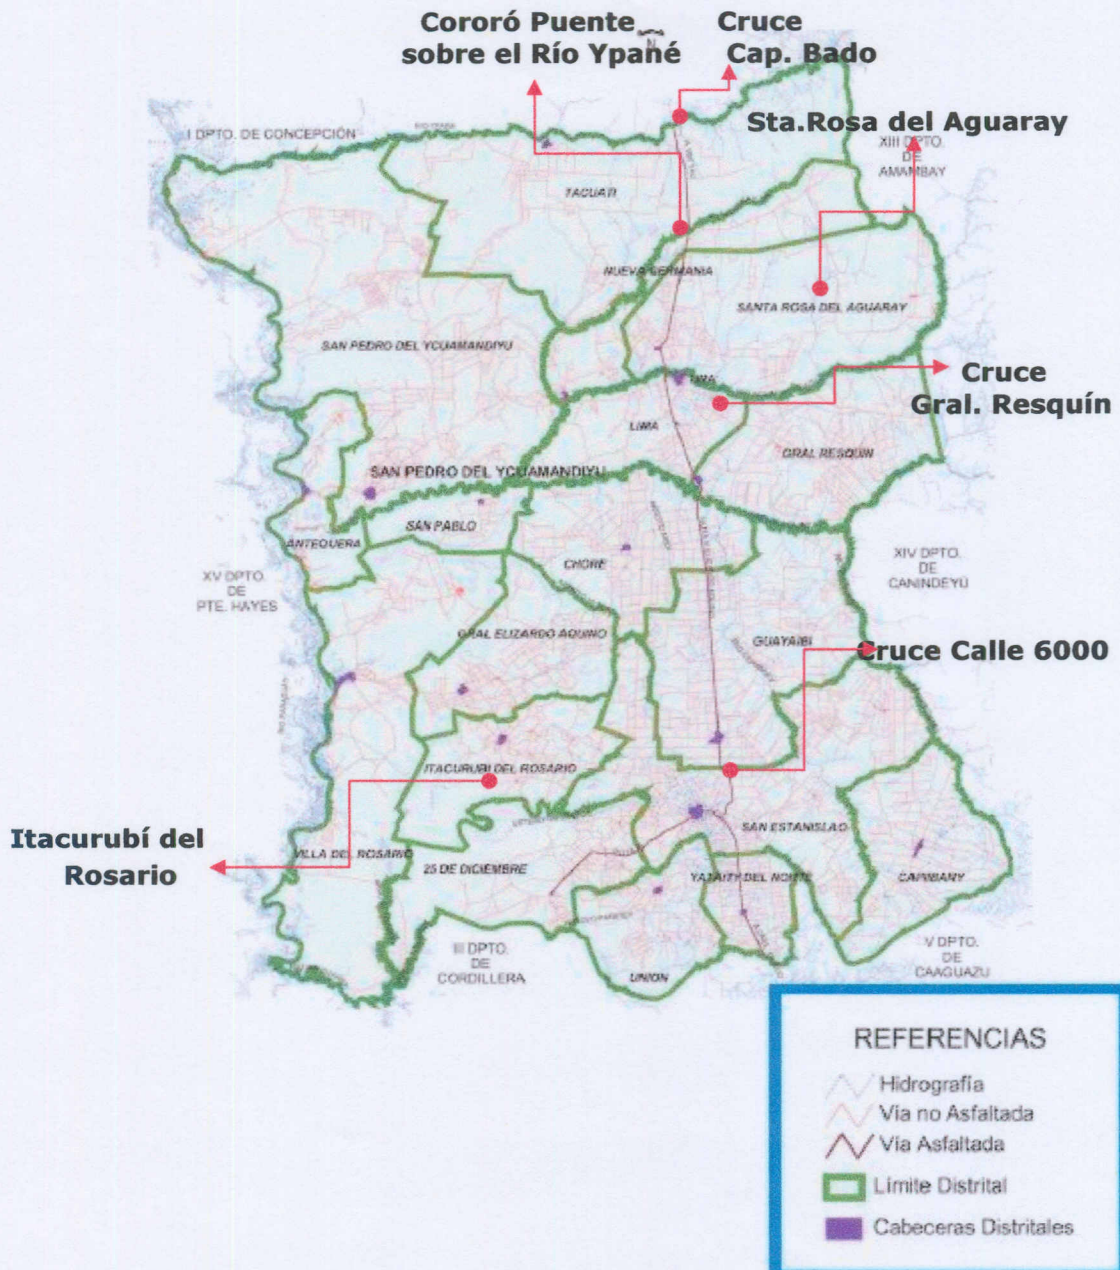 Cororó Puente
sobre el Río Ypané
Cruce
Cap. Bado
N
I DPTO. DE CONCEPCIÓN
Sta.Rosa del Aguaray
XIII DPTO.
DE
AMAMBAY
TACUATI
NUEVA GERMANIA
SANTA ROSA DEL AGUARAY
SAN PEDRO DEL YCUAMANDIYU
Cruce
Gral. Resquín
LIMA
GRAL RESQUIN
SAN PEDRO DEL YCUAMANDIYU
SAN PABLO
ANTEQUERA
CHORE
XV DPTO.
DE
PTE. HAYES
XIV DPTO.
DE
CANINDEYÚ
GRAL ELIZARDO AQUINO
GUAYAIBI
Cruce Calle 6000
ITACURUBI DEL ROSARIO
Itacurubí del
Rosario
SAN ESTANISLAO
VILLA DEL ROSARIO
25 DE DICIEMBRE
YATAITY DEL NORTE
CAPIIBARY
III DPTO.
DE
CORDILLERA
UNION
V DPTO.
DE
CAAGUAZU
REFERENCIAS
Hidrografía
Vía no Asfaltada
Vía Asfaltada
Límite Distrital
Cabeceras Distritales